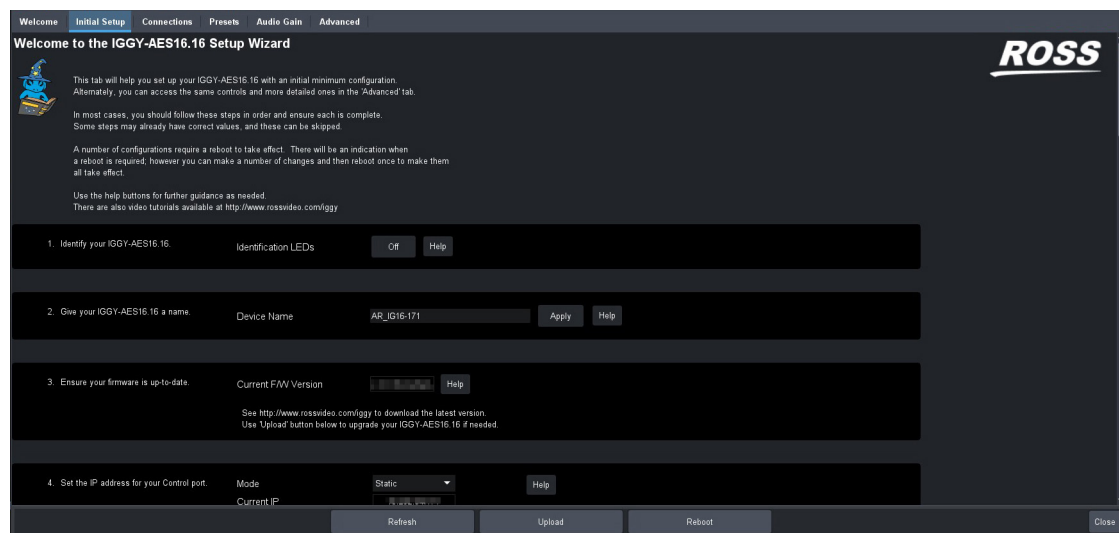 Welcome Initial Setup Connections Presets Audio Gain Advanced
Welcome to the IGGY-AES16.16 Setup Wizard
ROSS
This tab will help you set up your IGGY-AES16.16 with an initial minimum configuration.
Alternately, you can access the same controls and more detailed ones in the 'Advanced' tab.
In most cases, you should follow these steps in order and ensure each is complete.
Some steps may already have correct values, and these can be skipped.
A number of configurations require a reboot to take effect. There will be an indication when
a reboot is required; however you can make a number of changes and then reboot once to make them
all take effect.
Use the help buttons for further guidance as needed.
There are also video tutorials available at http://www.rossvideo.com/iggy
1. Identify your IGGY-AES16.16. Identification LEDs Off Help
2. Give your IGGY-AES16.16 a name. Device Name AR_IG16-171 Apply Help
3. Ensure your firmware is up-to-date. Current F/W Version Help
See http://www.rossvideo.com/iggy to download the latest version.
Use 'Upload' button below to upgrade your IGGY-AES16.16 if needed.
4. Set the IP address for your Control port. Mode Static Help
Current IP
Refresh Upload Reboot Close